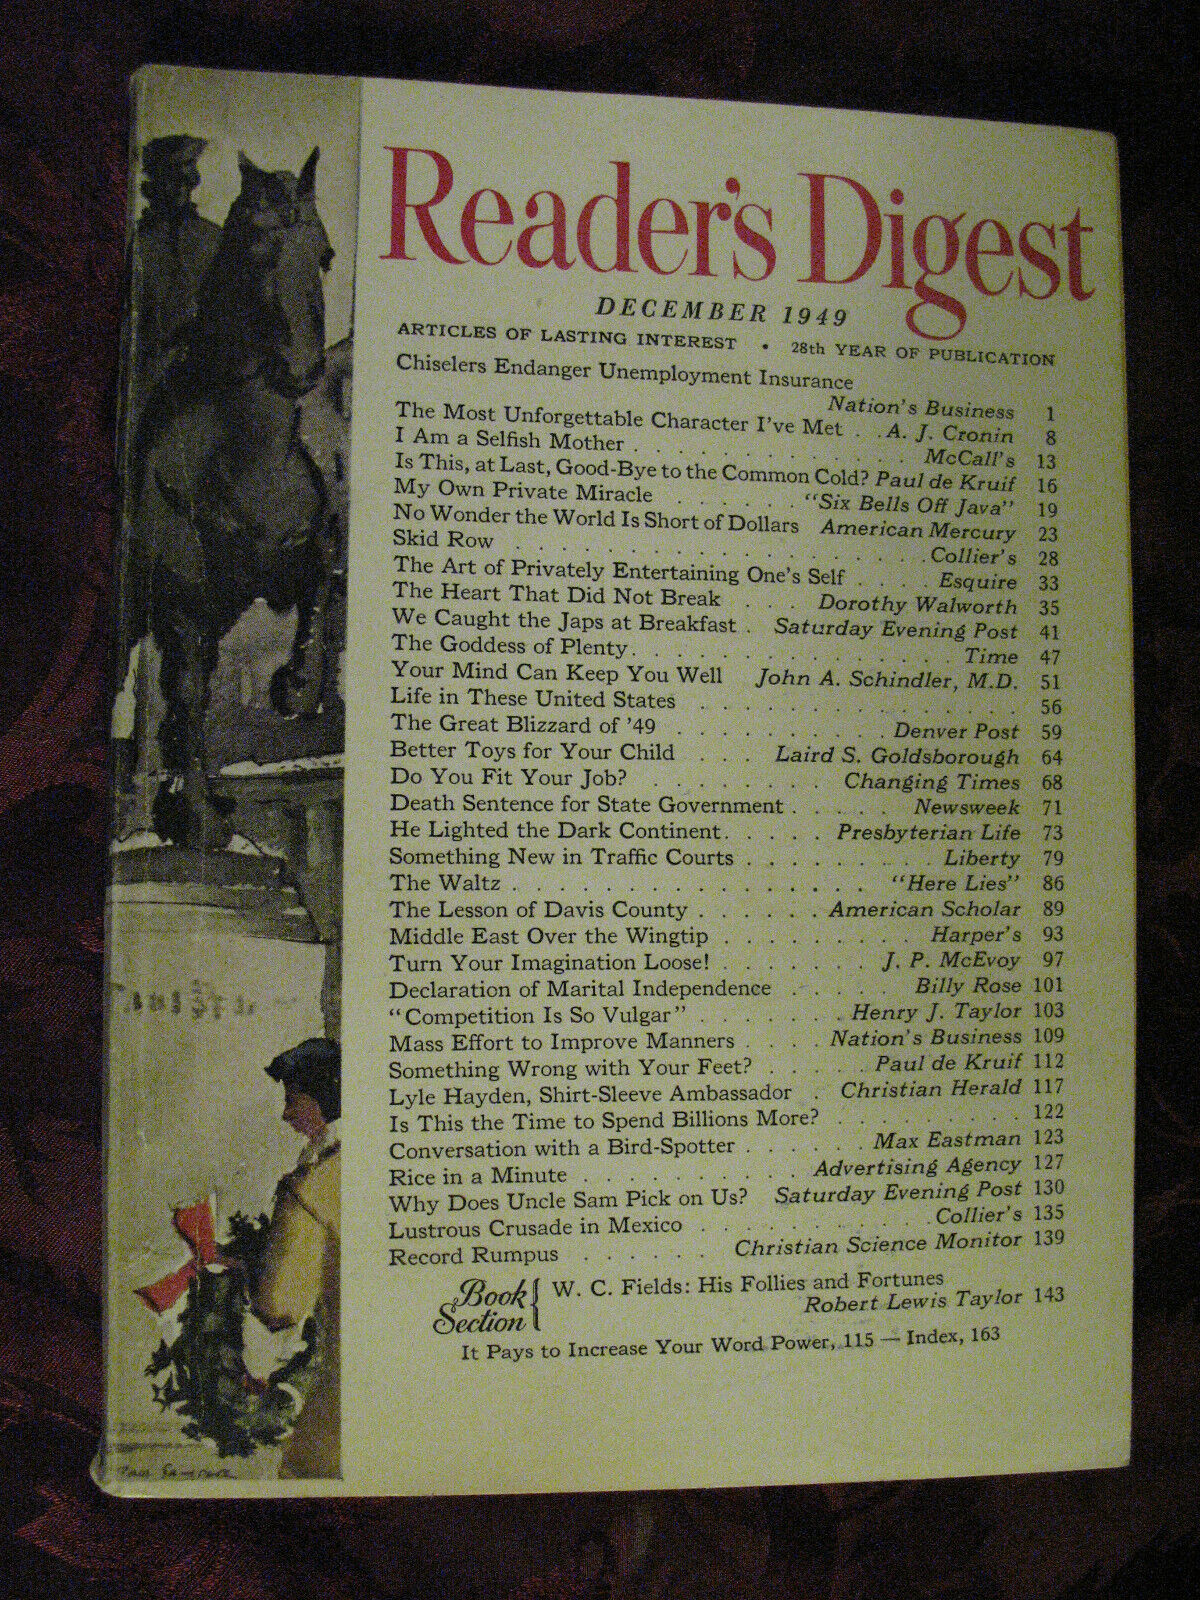 Reader's Digest
DECEMBER 1949
ARTICLES OF LASTING INTEREST • 28th YEAR OF PUBLICATION
Chiselers Endanger Unemployment Insurance
Nation's Business 1
The Most Unforgettable Character I've Met . . A. J. Cronin 8
I Am a Selfish Mother . . . . . . . . . . . . . . McCall's 13
Is This, at Last, Good-Bye to the Common Cold? Paul de Kruif 16
My Own Private Miracle . . . . . . "Six Bells Off Java" 19
No Wonder the World Is Short of Dollars American Mercury 23
Skid Row . . . . . . . . . . . . . . . . . . Collier's 28
The Art of Privately Entertaining One's Self . . . . Esquire 33
The Heart That Did Not Break . . . Dorothy Walworth 35
We Caught the Japs at Breakfast . Saturday Evening Post 41
The Goddess of Plenty . . . . . . . . . . . . . . . . Time 47
Your Mind Can Keep You Well John A. Schindler, M.D. 51
Life in These United States . . . . . . . . . . . . . . . 56
The Great Blizzard of '49 . . . . . . . . . . Denver Post 59
Better Toys for Your Child . . . Laird S. Goldsborough 64
Do You Fit Your Job? . . . . . . . . Changing Times 68
Death Sentence for State Government . . . . . Newsweek 71
He Lighted the Dark Continent . . . . . Presbyterian Life 73
Something New in Traffic Courts . . . . . . . . . Liberty 79
The Waltz . . . . . . . . . . . . . . . . "Here Lies" 86
The Lesson of Davis County . . . . . . American Scholar 89
Middle East Over the Wingtip . . . . . . . . . Harper's 93
Turn Your Imagination Loose! . . . . . . . J. P. McEvoy 97
Declaration of Marital Independence . . . . . Billy Rose 101
"Competition Is So Vulgar" . . . . . . . Henry J. Taylor 103
Mass Effort to Improve Manners . . . . Nation's Business 109
Something Wrong with Your Feet? . . . . . Paul de Kruif 112
Lyle Hayden, Shirt-Sleeve Ambassador . Christian Herald 117
Is This the Time to Spend Billions More? . . . . . . . . . 122
Conversation with a Bird-Spotter . . . . . . Max Eastman 123
Rice in a Minute . . . . . . . . . . Advertising Agency 127
Why Does Uncle Sam Pick on Us? Saturday Evening Post 130
Lustrous Crusade in Mexico . . . . . . . . . . . Collier's 135
Record Rumpus . . . . . . Christian Science Monitor 139
Book Section { W. C. Fields: His Follies and Fortunes
Robert Lewis Taylor 143
It Pays to Increase Your Word Power, 115 — Index, 163